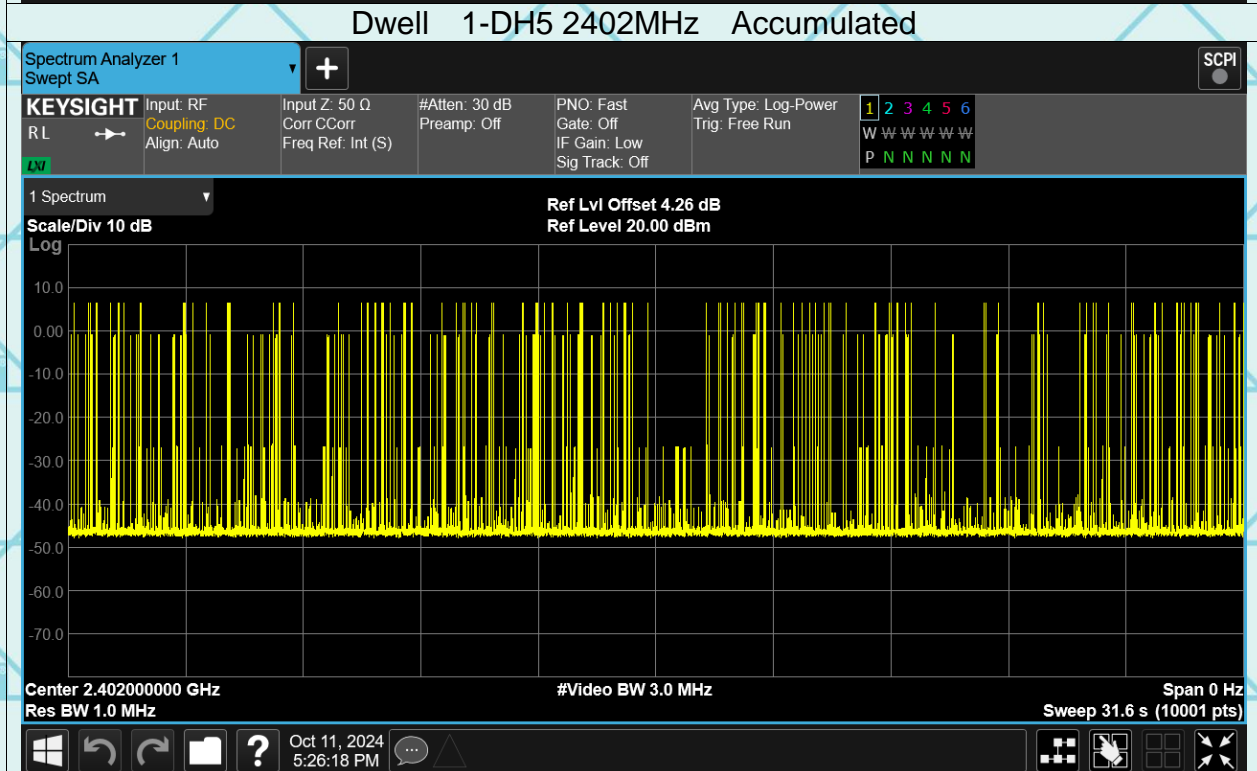 Dwell 1-DH5 2402MHz Accumulated
Spectrum Analyzer 1
Swept SA
▼
+
SCPI
KEYSIGHT
R L
LXI
Input: RF
Coupling: DC
Align: Auto
Input Z: 50 Ω
Corr CCorr
Freq Ref: Int (S)
#Atten: 30 dB
Preamp: Off
PNO: Fast
Gate: Off
IF Gain: Low
Sig Track: Off
Avg Type: Log-Power
Trig: Free Run
1 2 3 4 5 6
W W W W W W
P N N N N N
1 Spectrum ▼
Scale/Div 10 dB
Ref Lvl Offset 4.26 dB
Ref Level 20.00 dBm
Log
10.0
0.00
-10.0
-20.0
-30.0
-40.0
-50.0
-60.0
-70.0
Center 2.402000000 GHz #Video BW 3.0 MHz Span 0 Hz
Res BW 1.0 MHz Sweep 31.6 s (10001 pts)
?
Oct 11, 2024
5:26:18 PM